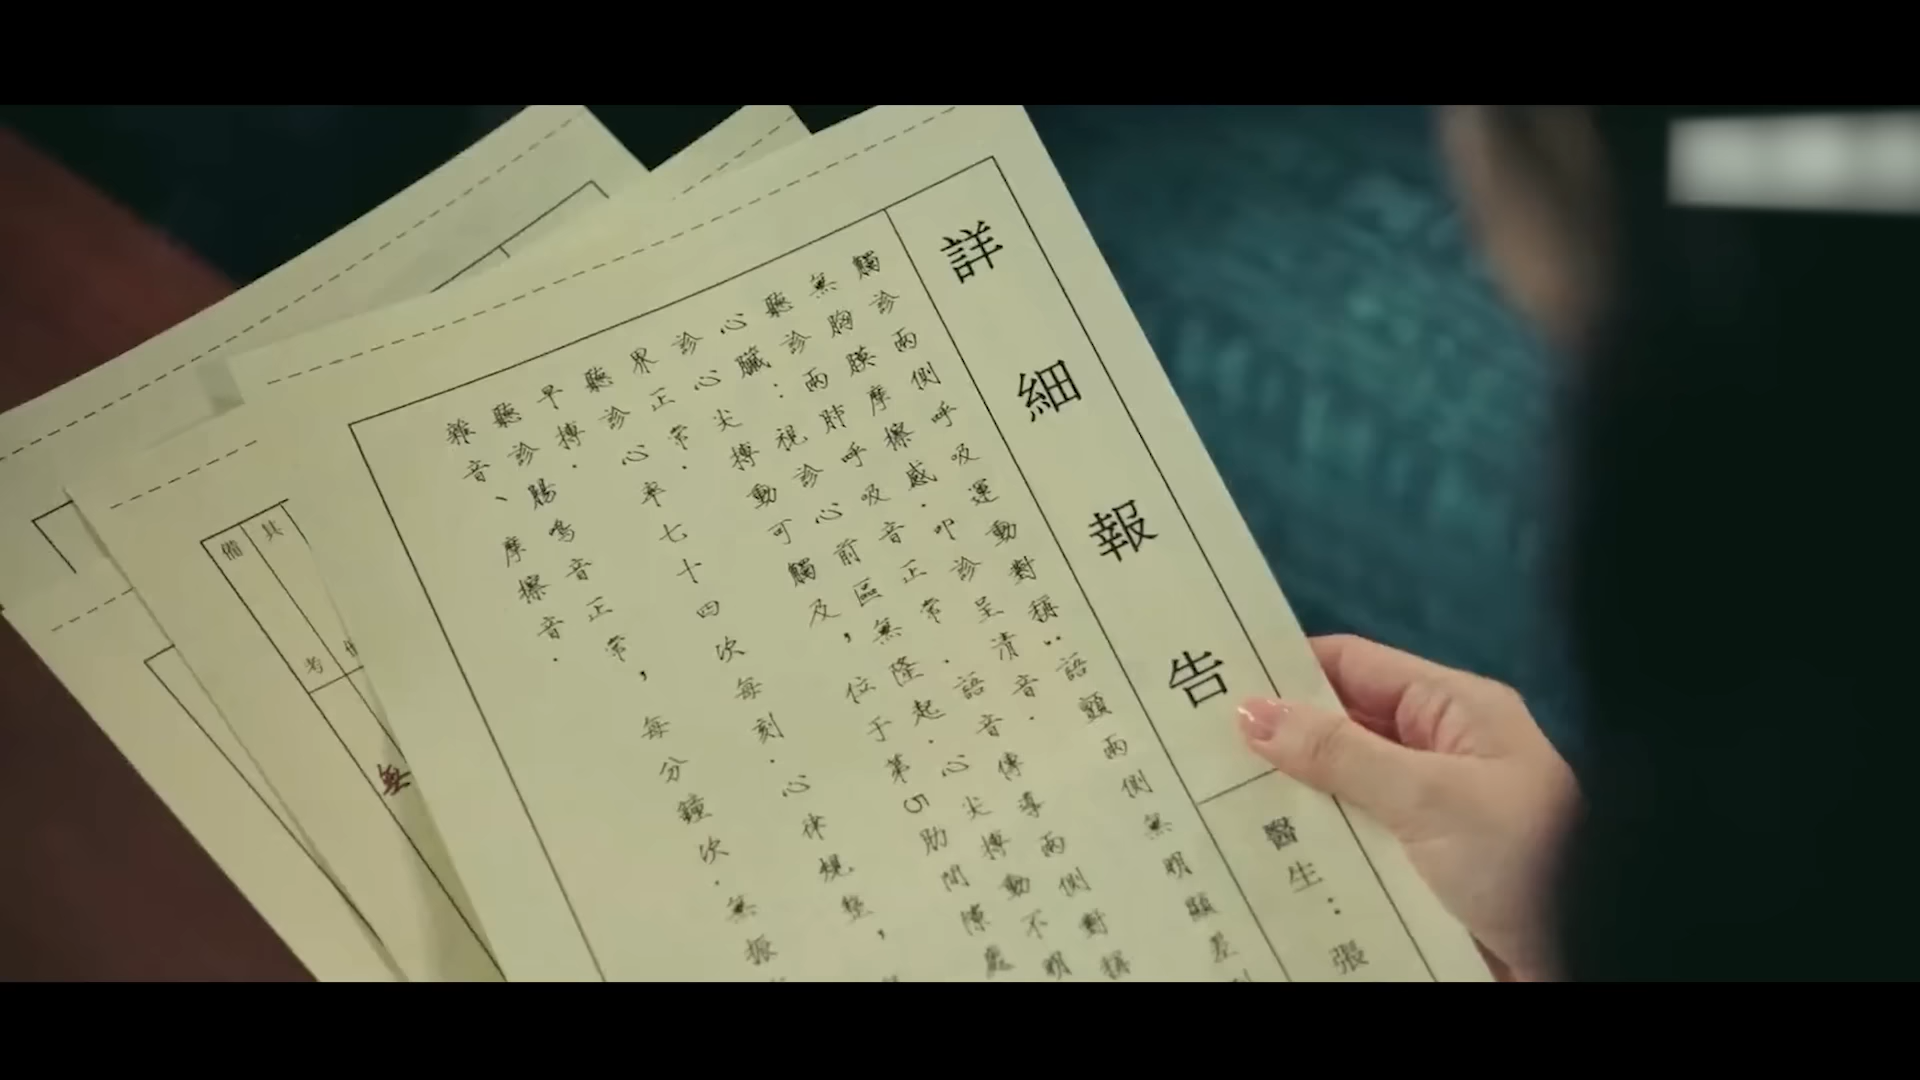 詳細報告
醫生：張
觸診兩側呼吸運動對稱：語顫兩側無明顯差
無胸膜摩擦感．叩診呈清音．
聽診兩肺呼吸音正常．語音傳導兩側對稱
心臟：視診心前區無隆起．心尖搏動不明
診心尖搏動可觸及，位于第5肋間隙處
界正常．
聽診心率七十四次每刻．心律規整，
早搏．
聽診腸鳴音正常，每分鐘次．無振
雜音、摩擦音．
其
備考
無